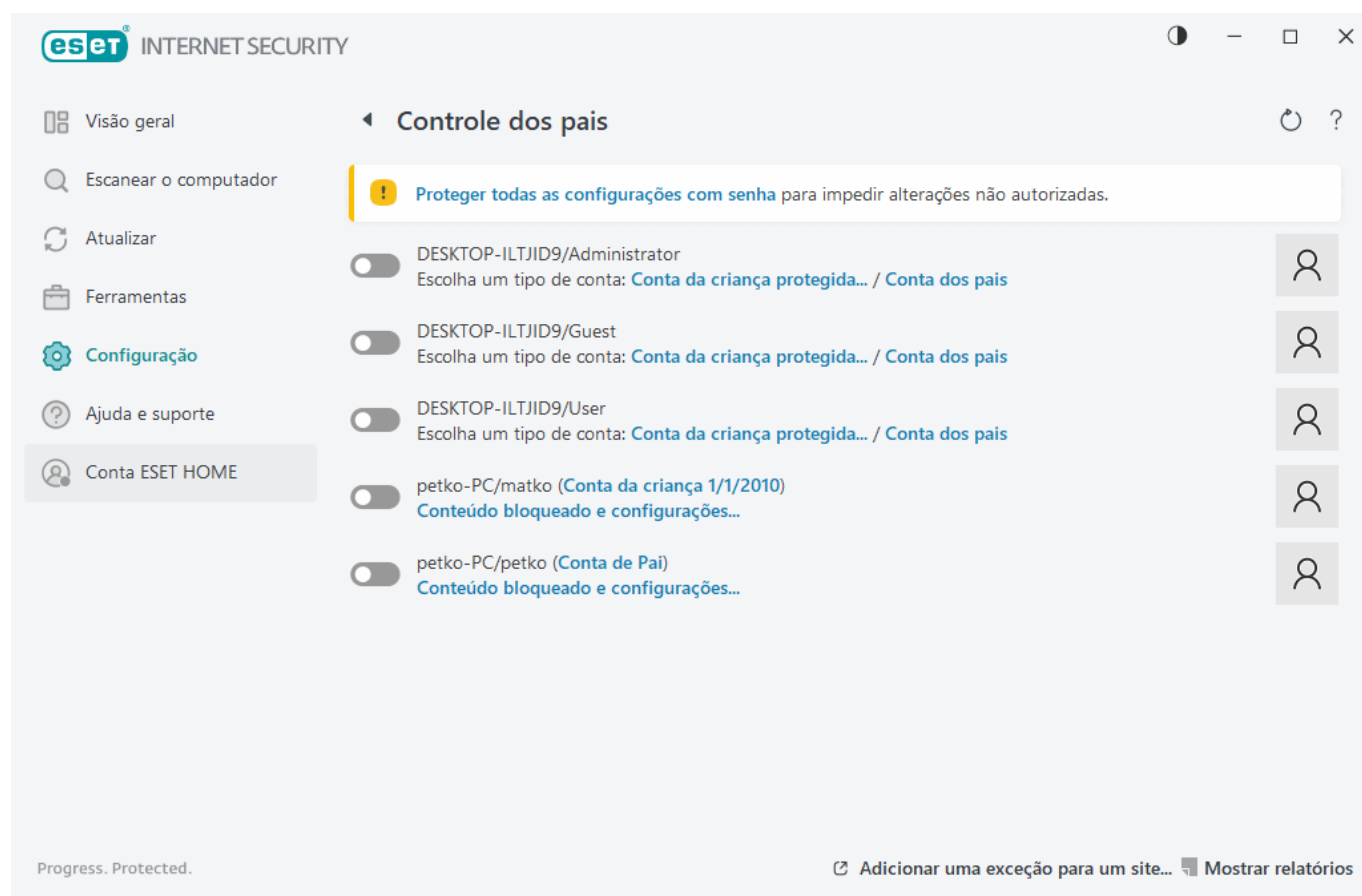 eset® INTERNET SECURITY
Visão geral
Escanear o computador
Atualizar
Ferramentas
Configuração
Ajuda e suporte
Conta ESET HOME
Controle dos pais
?
! Proteger todas as configurações com senha para impedir alterações não autorizadas.
DESKTOP-ILTJID9/Administrator
Escolha um tipo de conta: Conta da criança protegida... / Conta dos pais
DESKTOP-ILTJID9/Guest
Escolha um tipo de conta: Conta da criança protegida... / Conta dos pais
DESKTOP-ILTJID9/User
Escolha um tipo de conta: Conta da criança protegida... / Conta dos pais
petko-PC/matko (Conta da criança 1/1/2010)
Conteúdo bloqueado e configurações...
petko-PC/petko (Conta de Pai)
Conteúdo bloqueado e configurações...
Progress. Protected.
Adicionar uma exceção para um site... Mostrar relatórios